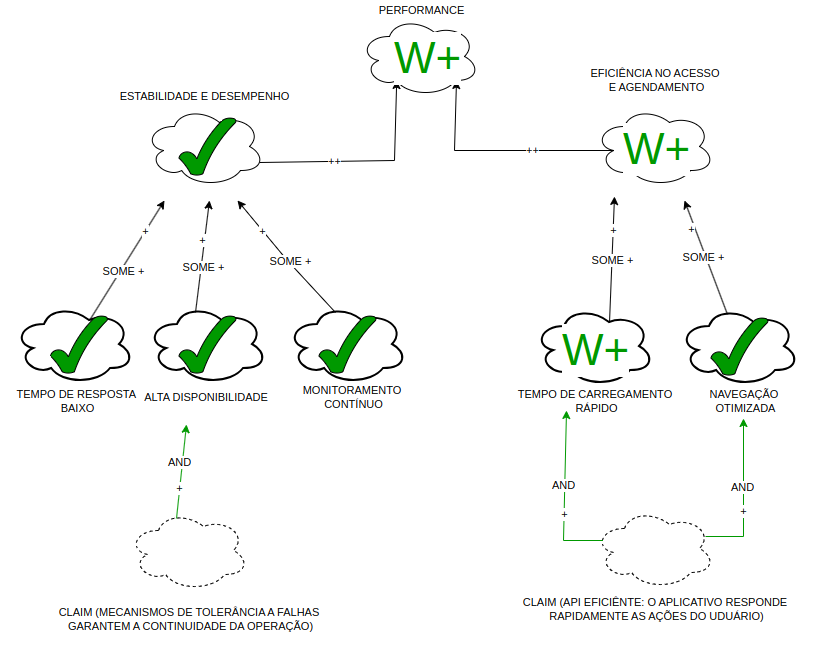 PERFORMANCE
W+
EFICIÊNCIA NO ACESSO
E AGENDAMENTO
ESTABILIDADE E DESEMPENHO
W+
++
++
+
+
+
+
+
SOME +
SOME +
SOME +
SOME +
SOME +
W+
TEMPO DE RESPOSTA
BAIXO
ALTA DISPONIBILIDADE
MONITORAMENTO
CONTÍNUO
TEMPO DE CARREGAMENTO
RÁPIDO
NAVEGAÇÃO
OTIMIZADA
AND
+
AND
+
AND
+
CLAIM (MECANISMOS DE TOLERÂNCIA A FALHAS
GARANTEM A CONTINUIDADE DA OPERAÇÃO)
CLAIM (API EFICIÊNTE: O APLICATIVO RESPONDE
RAPIDAMENTE AS AÇÕES DO UDUÁRIO)